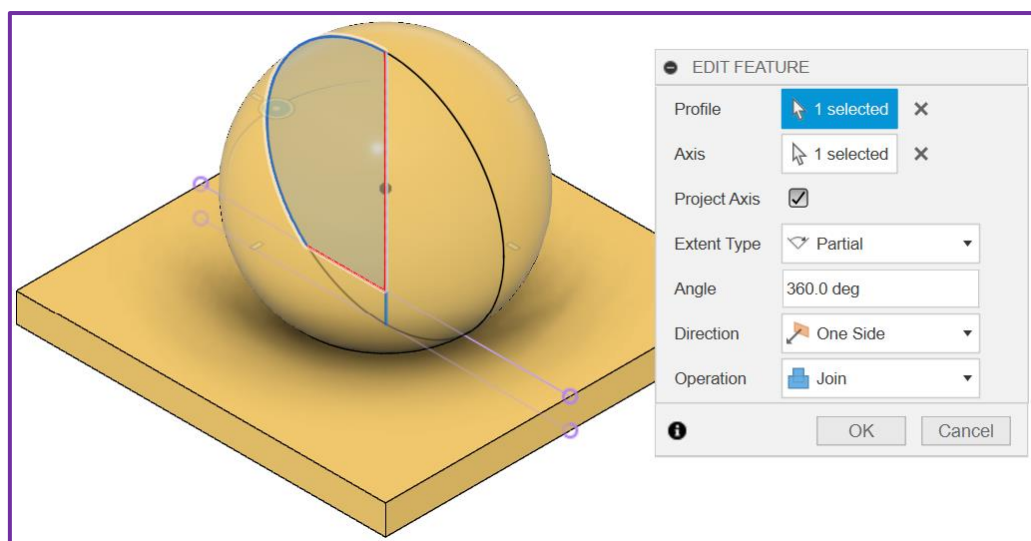 EDIT FEATURE
Profile 1 selected
Axis 1 selected
Project Axis
Extent Type Partial
Angle 360.0 deg
Direction One Side
Operation Join
OK Cancel